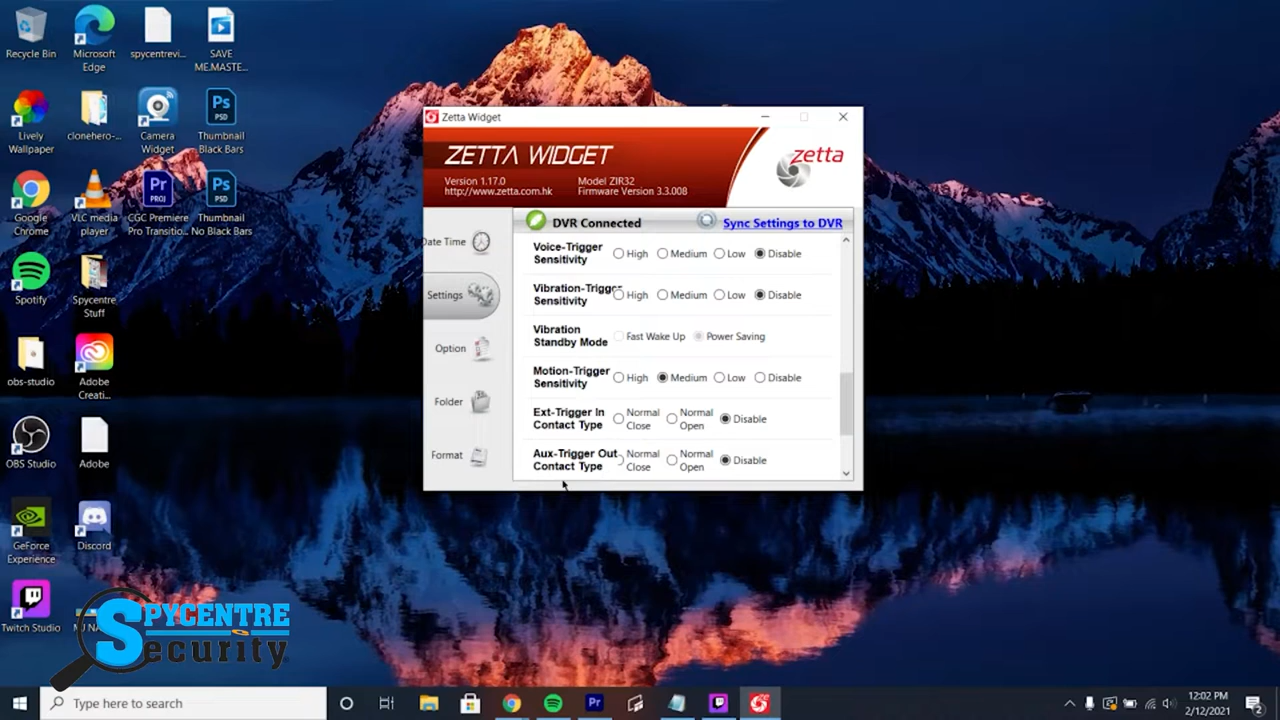 Recycle Bin
Microsoft
Edge
spycentrevi...
SAVE
ME.MASTE...
Lively
Wallpaper
clonehero-...
Camera
Widget
Thumbnail
Black Bars
Google
Chrome
VLC media
player
CGC Premiere
Pro Transitio...
Thumbnail
No Black Bars
Spotify
Spycentre
Stuff
obs-studio
Adobe
Creati...
OBS Studio
Adobe
GeForce
Experience
Discord
Twitch Studio
Zetta Widget
ZETTA WIDGET
Version 1.17.0
Model ZIR32
http://www.zetta.com.hk
Firmware Version 3.3.008
zetta
DVR Connected
Sync Settings to DVR
Date Time
Settings
Option
Folder
Format
Voice-Trigger
Sensitivity
High Medium Low Disable
Vibration-Trigger
Sensitivity
High Medium Low Disable
Vibration
Standby Mode
Fast Wake Up Power Saving
Motion-Trigger
Sensitivity
High Medium Low Disable
Ext-Trigger In
Contact Type
Normal
Close
Normal
Open
Disable
Aux-Trigger Out
Contact Type
Normal
Close
Normal
Open
Disable
SPYCENTRE
Security
Type here to search
12:02 PM
2/12/2021
2